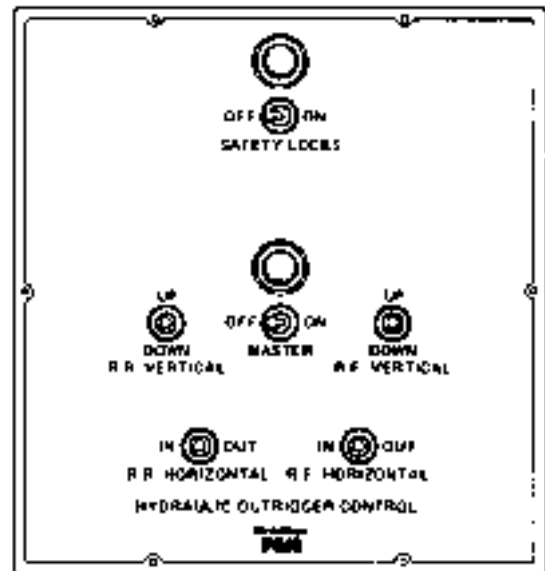 OFF ON
SAFETY LOCKS
UP UP
OFF ON
DOWN MASTER DOWN
R.R. VERTICAL R.F. VERTICAL
IN OUT IN OUT
R.R. HORIZONTAL R.F. HORIZONTAL
HYDRAULIC OUTRIGGER CONTROL